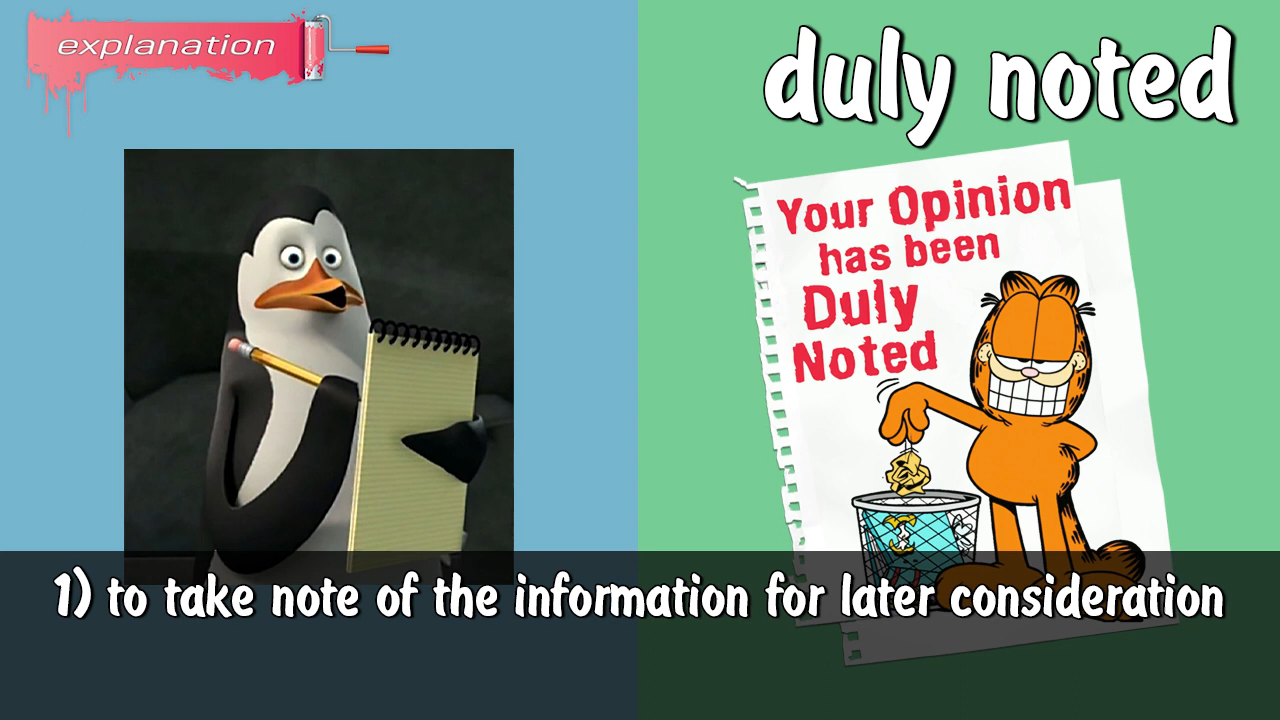 explanation
duly noted
Your Opinion
has been
Duly
Noted
1) to take note of the information for later consideration